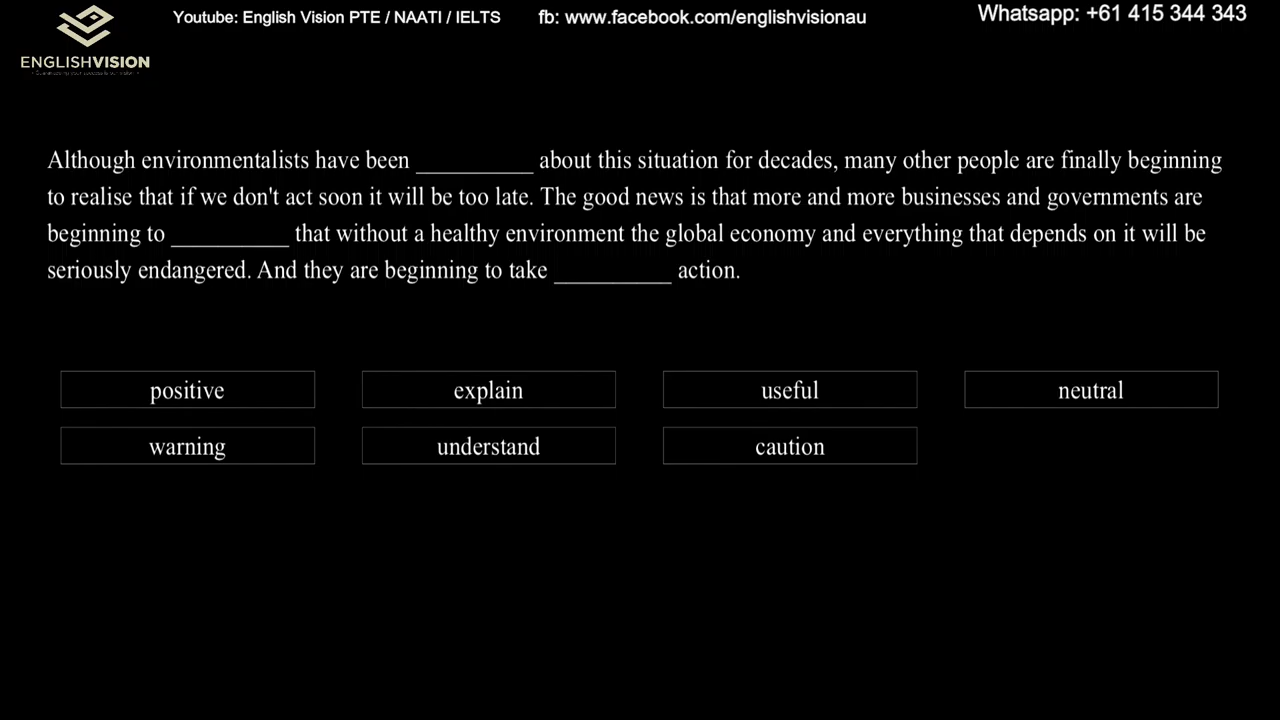 Youtube: English Vision PTE / NAATI / IELTS fb: www.facebook.com/englishvisionau Whatsapp: +61 415 344 343
ENGLISHVISION
Although environmentalists have been __________ about this situation for decades, many other people are finally beginning
to realise that if we don't act soon it will be too late. The good news is that more and more businesses and governments are
beginning to __________ that without a healthy environment the global economy and everything that depends on it will be
seriously endangered. And they are beginning to take __________ action.
positive explain useful neutral
warning understand caution